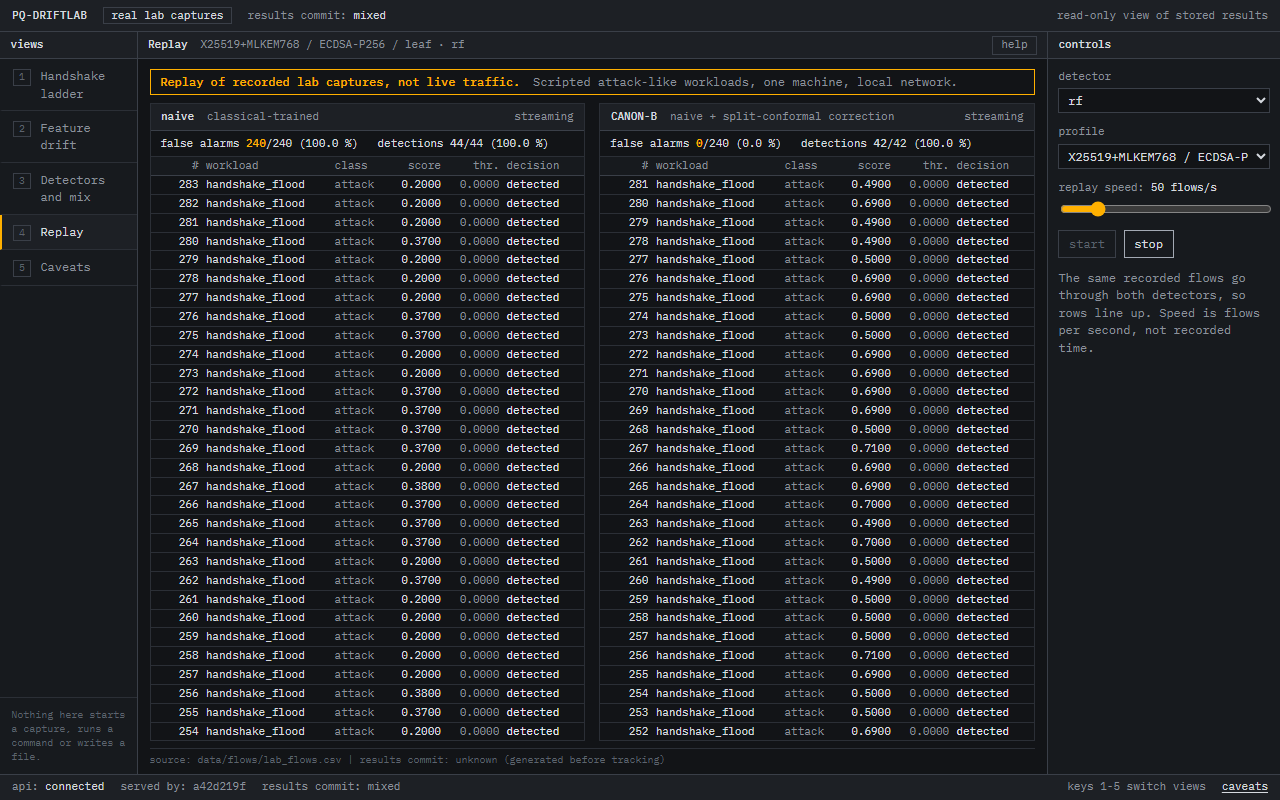 PQ-DRIFTLAB real lab captures results commit: mixed read-only view of stored results
views
1 Handshake ladder
2 Feature drift
3 Detectors and mix
4 Replay
5 Caveats
Nothing here starts
a capture, runs a
command or writes a
file.
Replay X25519+MLKEM768 / ECDSA-P256 / leaf · rf help
Replay of recorded lab captures, not live traffic. Scripted attack-like workloads, one machine, local network.
naive classical-trained streaming
false alarms 240/240 (100.0 %) detections 44/44 (100.0 %)
# workload class score thr. decision
283 handshake_flood attack 0.2000 0.0000 detected
282 handshake_flood attack 0.2000 0.0000 detected
281 handshake_flood attack 0.2000 0.0000 detected
280 handshake_flood attack 0.3700 0.0000 detected
279 handshake_flood attack 0.2000 0.0000 detected
278 handshake_flood attack 0.2000 0.0000 detected
277 handshake_flood attack 0.2000 0.0000 detected
276 handshake_flood attack 0.3700 0.0000 detected
275 handshake_flood attack 0.3700 0.0000 detected
274 handshake_flood attack 0.2000 0.0000 detected
273 handshake_flood attack 0.2000 0.0000 detected
272 handshake_flood attack 0.3700 0.0000 detected
271 handshake_flood attack 0.3700 0.0000 detected
270 handshake_flood attack 0.3700 0.0000 detected
269 handshake_flood attack 0.3700 0.0000 detected
268 handshake_flood attack 0.2000 0.0000 detected
267 handshake_flood attack 0.3800 0.0000 detected
266 handshake_flood attack 0.3700 0.0000 detected
265 handshake_flood attack 0.3700 0.0000 detected
264 handshake_flood attack 0.3700 0.0000 detected
263 handshake_flood attack 0.2000 0.0000 detected
262 handshake_flood attack 0.3700 0.0000 detected
261 handshake_flood attack 0.2000 0.0000 detected
260 handshake_flood attack 0.2000 0.0000 detected
259 handshake_flood attack 0.2000 0.0000 detected
258 handshake_flood attack 0.2000 0.0000 detected
257 handshake_flood attack 0.2000 0.0000 detected
256 handshake_flood attack 0.3800 0.0000 detected
255 handshake_flood attack 0.3700 0.0000 detected
254 handshake_flood attack 0.2000 0.0000 detected
CANON-B naive + split-conformal correction streaming
false alarms 0/240 (0.0 %) detections 42/42 (100.0 %)
# workload class score thr. decision
281 handshake_flood attack 0.4900 0.0000 detected
280 handshake_flood attack 0.6900 0.0000 detected
279 handshake_flood attack 0.4900 0.0000 detected
278 handshake_flood attack 0.4900 0.0000 detected
277 handshake_flood attack 0.5000 0.0000 detected
276 handshake_flood attack 0.6900 0.0000 detected
275 handshake_flood attack 0.6900 0.0000 detected
274 handshake_flood attack 0.5000 0.0000 detected
273 handshake_flood attack 0.5000 0.0000 detected
272 handshake_flood attack 0.6900 0.0000 detected
271 handshake_flood attack 0.6900 0.0000 detected
270 handshake_flood attack 0.6900 0.0000 detected
269 handshake_flood attack 0.6900 0.0000 detected
268 handshake_flood attack 0.5000 0.0000 detected
267 handshake_flood attack 0.7100 0.0000 detected
266 handshake_flood attack 0.6900 0.0000 detected
265 handshake_flood attack 0.6900 0.0000 detected
264 handshake_flood attack 0.7000 0.0000 detected
263 handshake_flood attack 0.4900 0.0000 detected
262 handshake_flood attack 0.7000 0.0000 detected
261 handshake_flood attack 0.5000 0.0000 detected
260 handshake_flood attack 0.4900 0.0000 detected
259 handshake_flood attack 0.5000 0.0000 detected
258 handshake_flood attack 0.5000 0.0000 detected
257 handshake_flood attack 0.5000 0.0000 detected
256 handshake_flood attack 0.7100 0.0000 detected
255 handshake_flood attack 0.6900 0.0000 detected
254 handshake_flood attack 0.5000 0.0000 detected
253 handshake_flood attack 0.5000 0.0000 detected
252 handshake_flood attack 0.6900 0.0000 detected
source: data/flows/lab_flows.csv | results commit: unknown (generated before tracking)
controls
detector
rf
profile
X25519+MLKEM768 / ECDSA-P
replay speed: 50 flows/s
start stop
The same recorded flows go
through both detectors, so
rows line up. Speed is flows
per second, not recorded
time.
api: connected served by: a42d219f results commit: mixed keys 1-5 switch views caveats